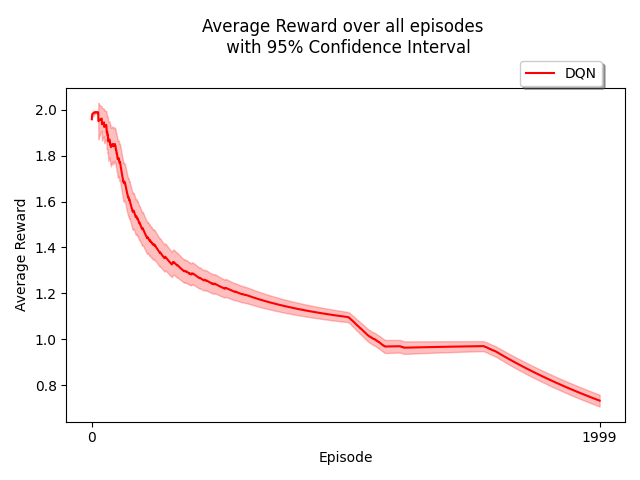 Average Reward over all episodes
with 95% Confidence Interval
DQN
2.0
1.8
1.6
1.4
1.2
1.0
0.8
Average Reward
0
1999
Episode